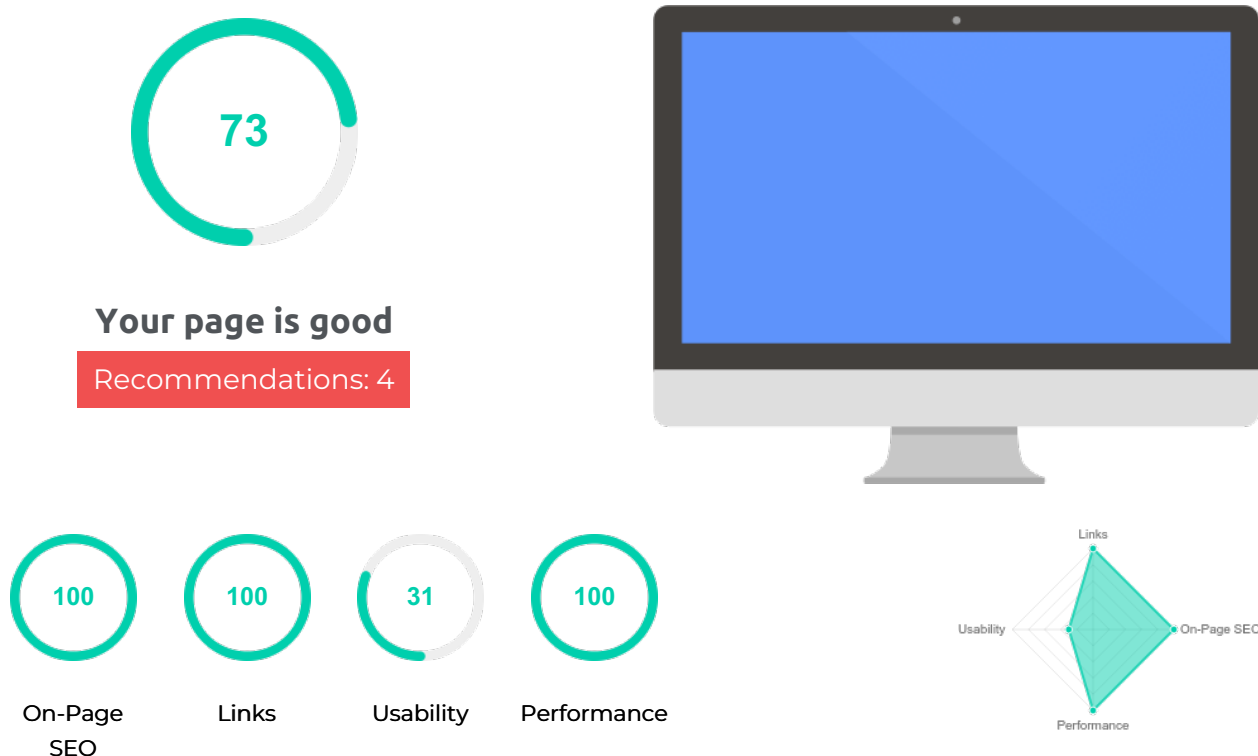 73
Your page is good
Recommendations: 4
100
100
31
100
On-Page
SEO
Links
Usability
Performance
Links
Usability
On-Page SEO
Performance